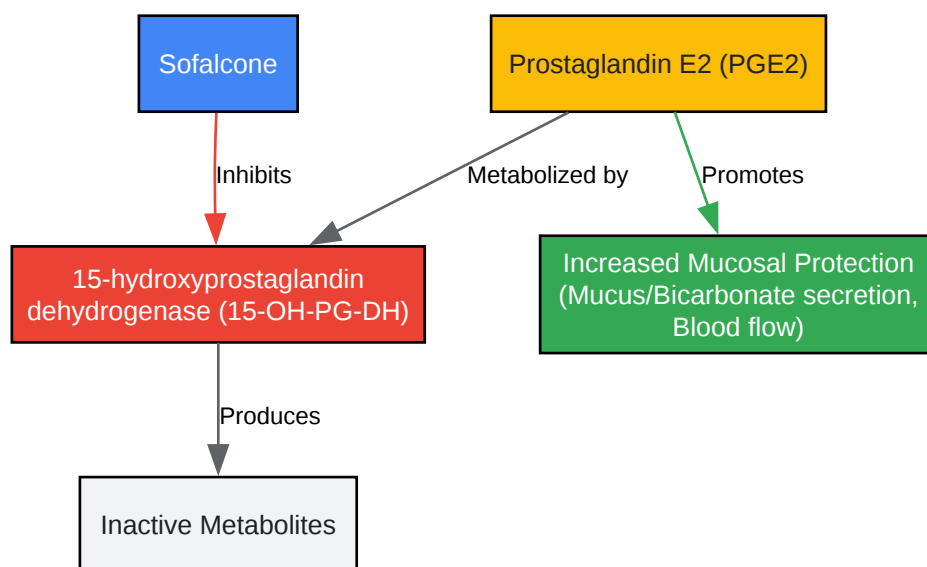 Sofalcone
Prostaglandin E2 (PGE2)
Inhibits
Metabolized by
Promotes
15-hydroxyprostaglandin
dehydrogenase (15-OH-PG-DH)
Increased Mucosal Protection
(Mucus/Bicarbonate secretion,
Blood flow)
Produces
Inactive Metabolites